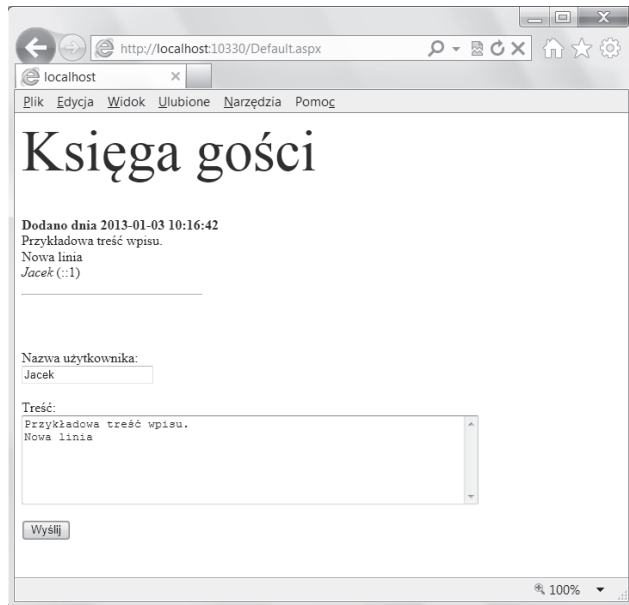 http://localhost:10330/Default.aspx
localhost
Plik Edycja Widok Ulubione Narzędzia Pomoc
Księga gości
Dodano dnia 2013-01-03 10:16:42
Przykładowa treść wpisu.
Nowa linia
Jacek (::1)
Nazwa użytkownika:
Jacek
Treść:
Przykładowa treść wpisu.
Nowa linia
Wyślij
100%